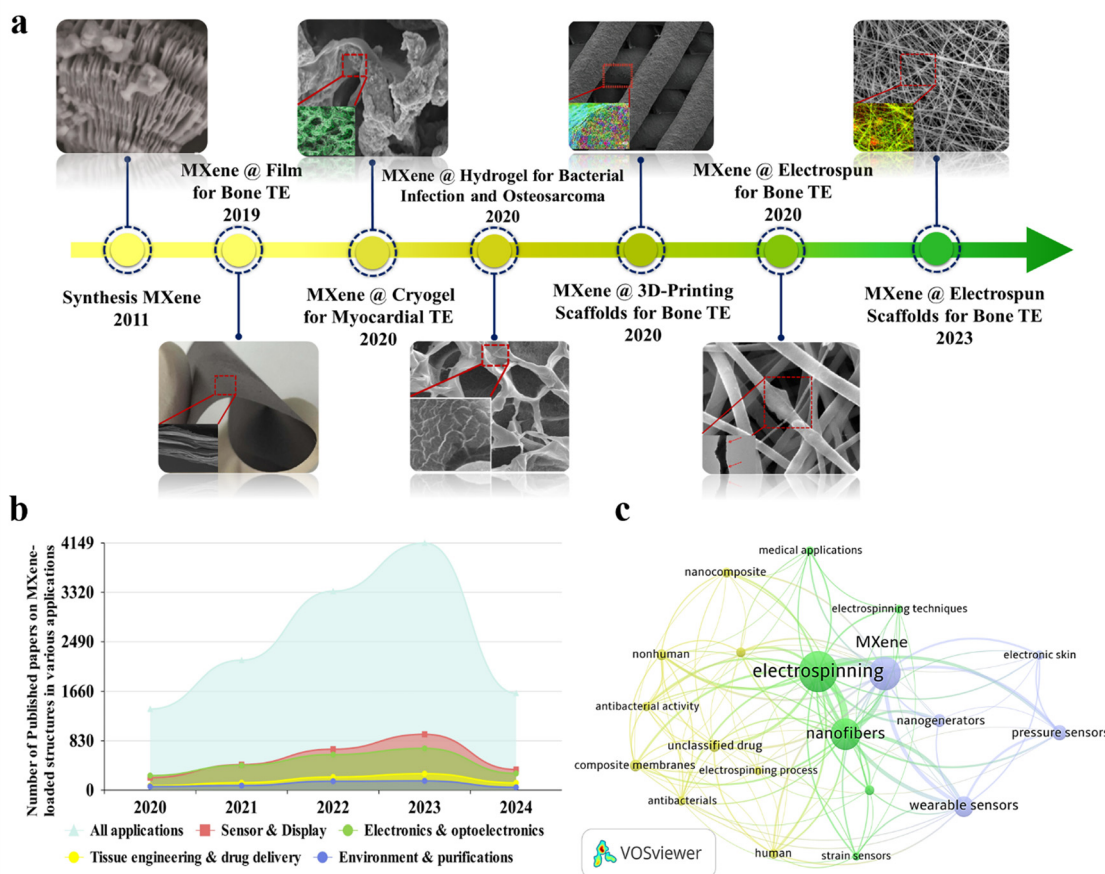 a
MXene @ Film
for Bone TE
2019
MXene @ Hydrogel for Bacterial
Infection and Osteosarcoma
2020
MXene @ Electrospun
for Bone TE
2020
Synthesis MXene
2011
MXene @ Cryogel
for Myocardial TE
2020
MXene @ 3D-Printing
Scaffolds for Bone TE
2020
MXene @ Electrospun
Scaffolds for Bone TE
2023
b
Number of Published papers on MXene-
loaded structures in various applications
4149
3320
2490
1660
830
0
2020 2021 2022 2023 2024
All applications Sensor & Display Electronics & optoelectronics
Tissue engineering & drug delivery Environment & purifications
c
medical applications
nanocomposite
electrospinning techniques
MXene
nonhuman
electronic skin
electrospinning
antibacterial activity
nanogenerators
nanofibers
pressure sensors
unclassified drug
composite membranes
electrospinning process
antibacterials
wearable sensors
human
strain sensors
VOSviewer